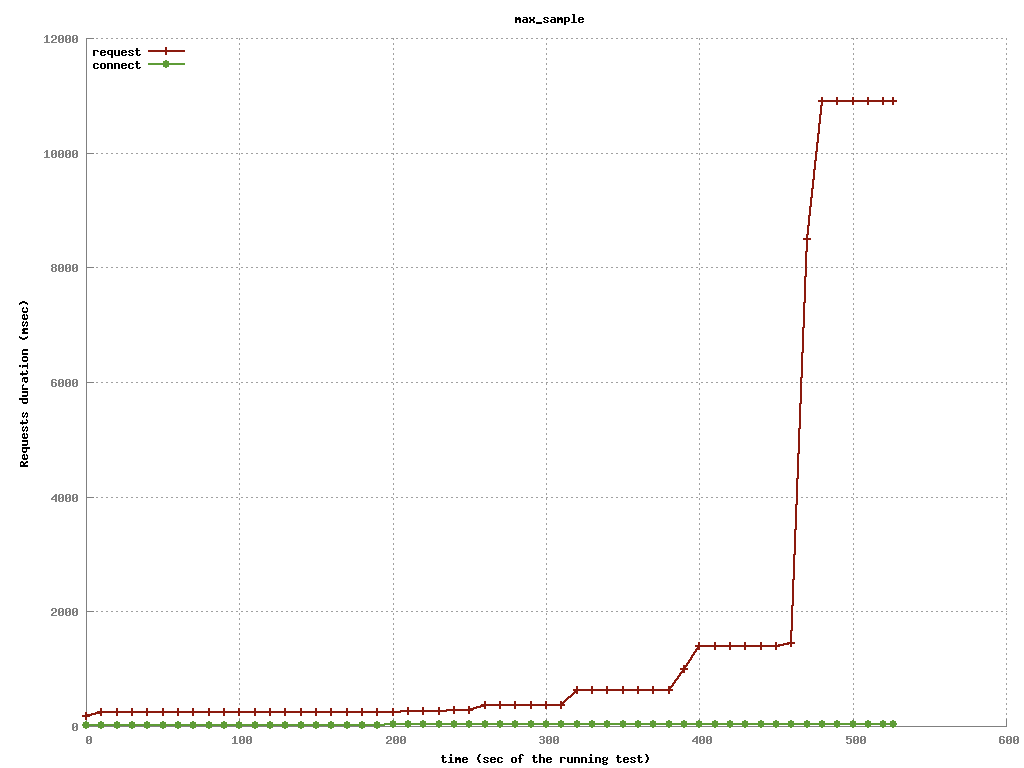 max_sample
12000
request
connect
10000
8000
6000
4000
2000
0
Requests duration (msec)
0 100 200 300 400 500 600
time (sec of the running test)